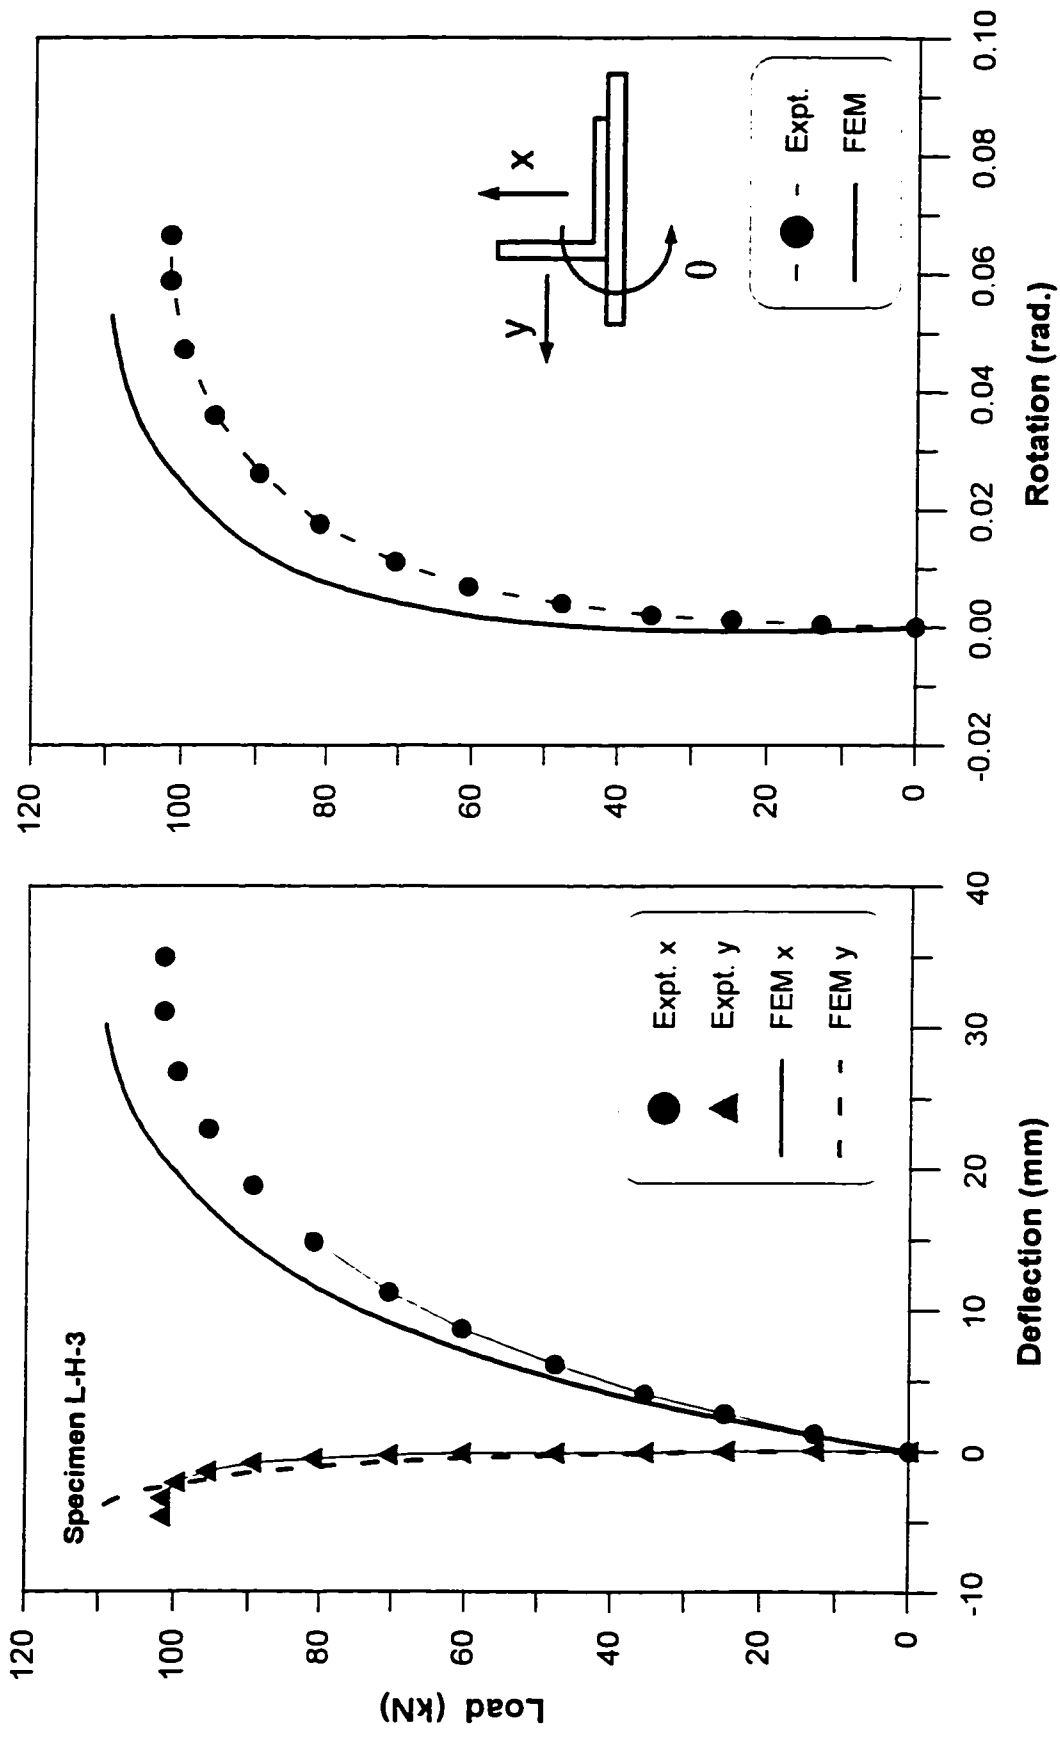 Specimen L-H-3
Load (kN)
120
100
80
60
40
20
0
-10
0
10
20
30
40
Deflection (mm)
Expt. x
Expt. y
FEM x
FEM y
120
100
80
60
40
20
0
-0.02
0.00
0.02
0.04
0.06
0.08
0.10
Rotation (rad.)
y
x
θ
Expt.
FEM